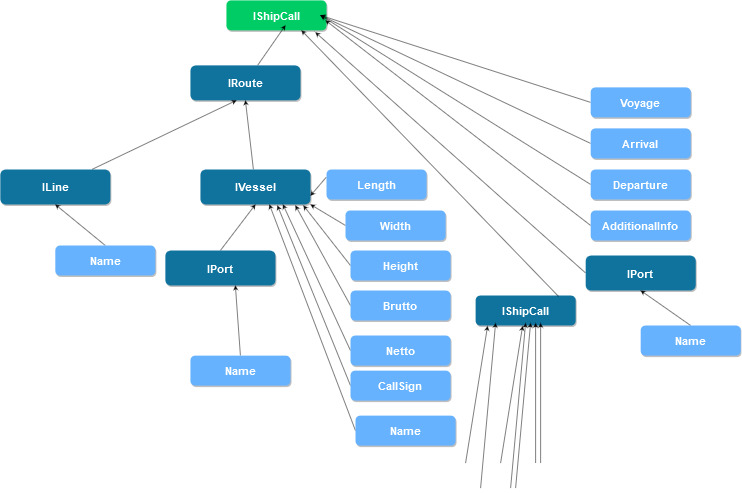 IShipCall
IRoute
Voyage
Arrival
ILine
IVessel
Length
Departure
Width
AdditionalInfo
Name
IPort
Height
IPort
Brutto
IShipCall
Netto
Name
Name
CallSign
Name